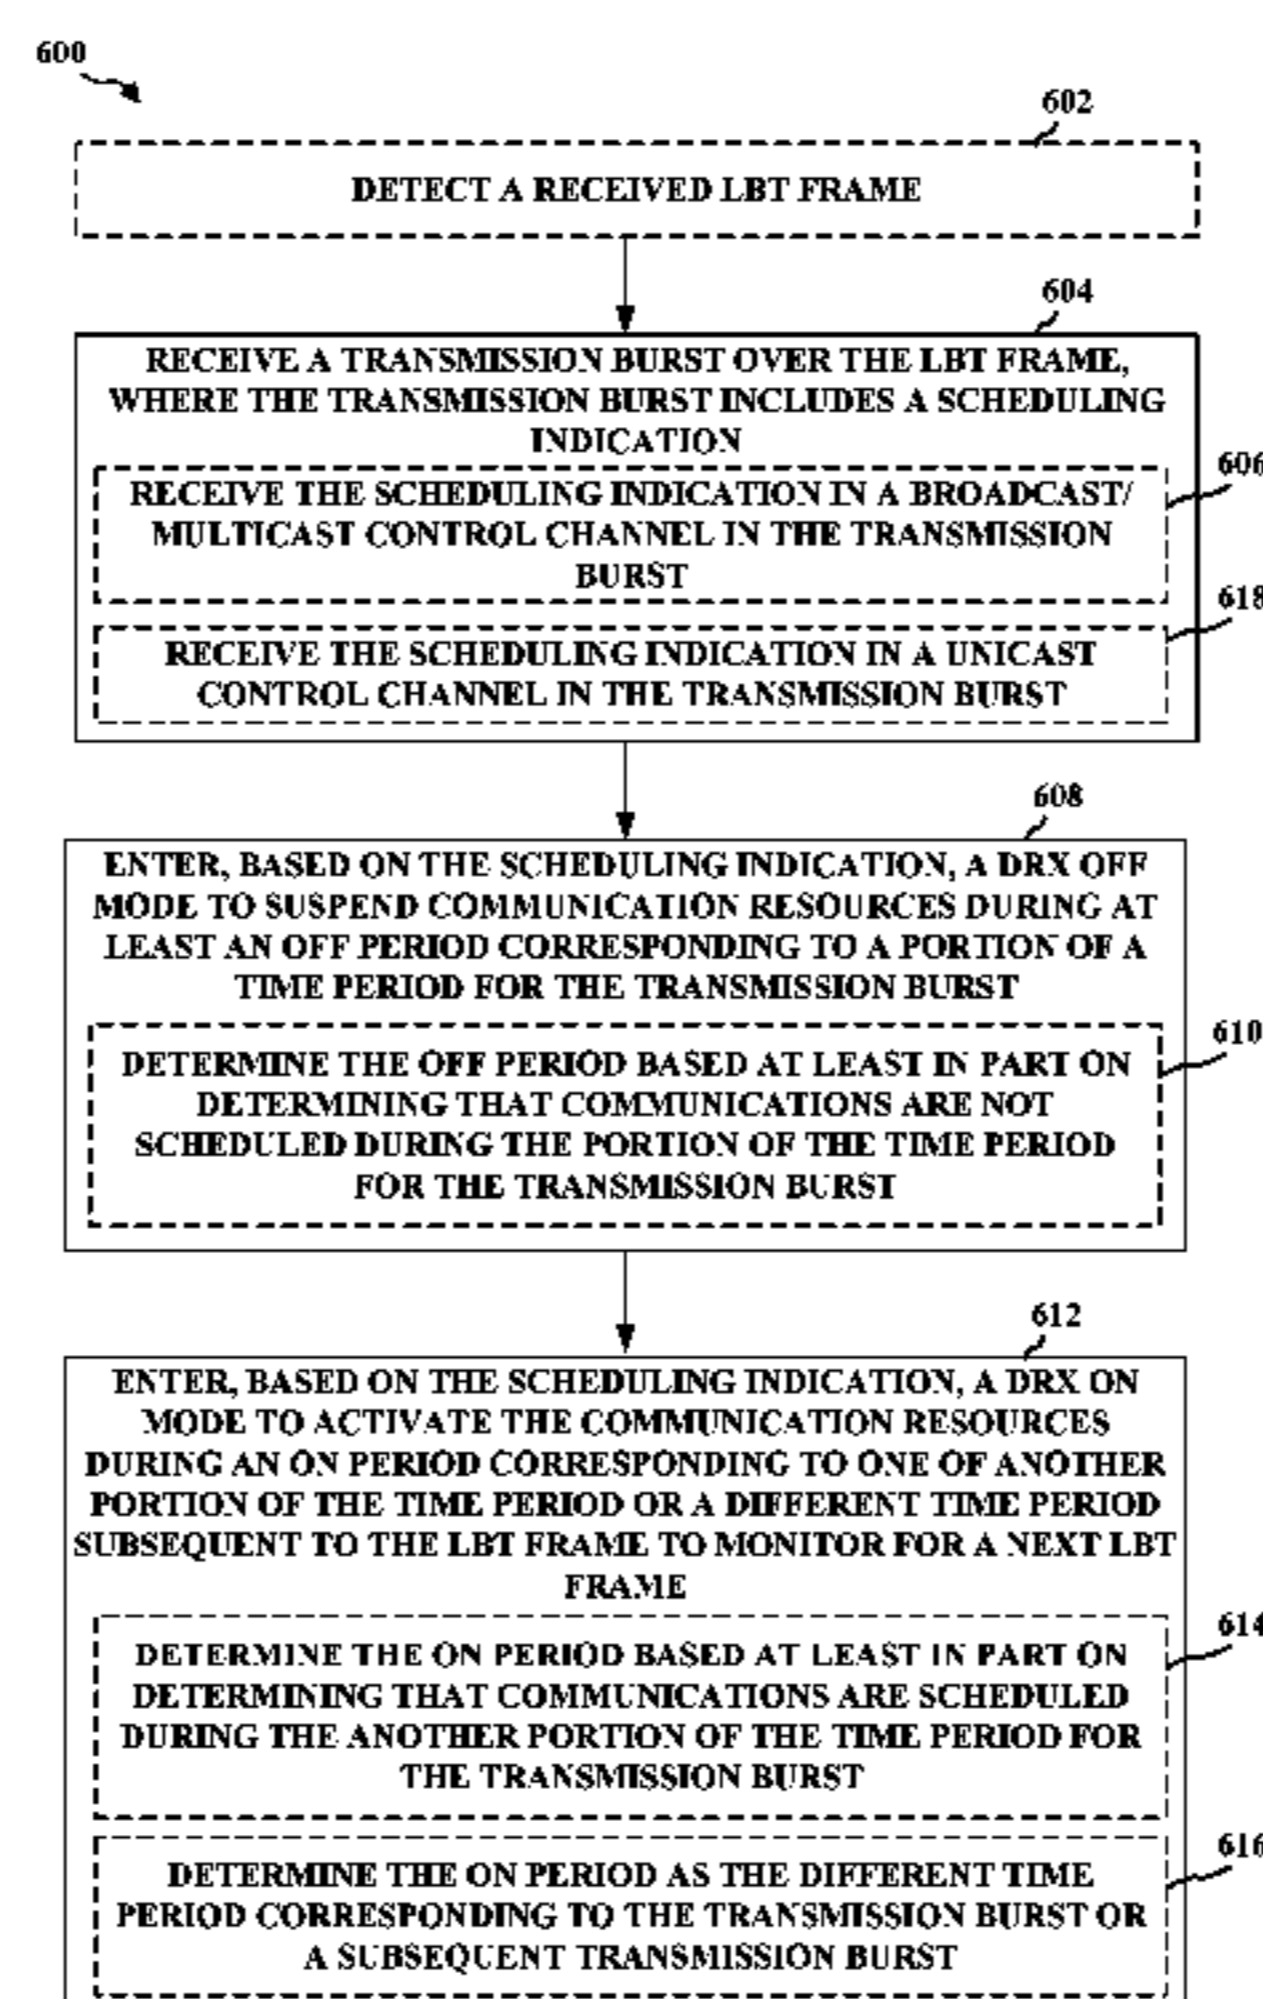 600
602
DETECT A RECEIVED LBT FRAME
604
RECEIVE A TRANSMISSION BURST OVER THE LBT FRAME,
WHERE THE TRANSMISSION BURST INCLUDES A SCHEDULING
INDICATION
606
RECEIVE THE SCHEDULING INDICATION IN A BROADCAST/
MULTICAST CONTROL CHANNEL IN THE TRANSMISSION
BURST
618
RECEIVE THE SCHEDULING INDICATION IN A UNICAST
CONTROL CHANNEL IN THE TRANSMISSION BURST
608
ENTER, BASED ON THE SCHEDULING INDICATION, A DRX OFF
MODE TO SUSPEND COMMUNICATION RESOURCES DURING AT
LEAST AN OFF PERIOD CORRESPONDING TO A PORTION OF A
TIME PERIOD FOR THE TRANSMISSION BURST
610
DETERMINE THE OFF PERIOD BASED AT LEAST IN PART ON
DETERMINING THAT COMMUNICATIONS ARE NOT
SCHEDULED DURING THE PORTION OF THE TIME PERIOD
FOR THE TRANSMISSION BURST
612
ENTER, BASED ON THE SCHEDULING INDICATION, A DRX ON
MODE TO ACTIVATE THE COMMUNICATION RESOURCES
DURING AN ON PERIOD CORRESPONDING TO ONE OF ANOTHER
PORTION OF THE TIME PERIOD OR A DIFFERENT TIME PERIOD
SUBSEQUENT TO THE LBT FRAME TO MONITOR FOR A NEXT LBT
FRAME
614
DETERMINE THE ON PERIOD BASED AT LEAST IN PART ON
DETERMINING THAT COMMUNICATIONS ARE SCHEDULED
DURING THE ANOTHER PORTION OF THE TIME PERIOD FOR
THE TRANSMISSION BURST
616
DETERMINE THE ON PERIOD AS THE DIFFERENT TIME
PERIOD CORRESPONDING TO THE TRANSMISSION BURST OR
A SUBSEQUENT TRANSMISSION BURST